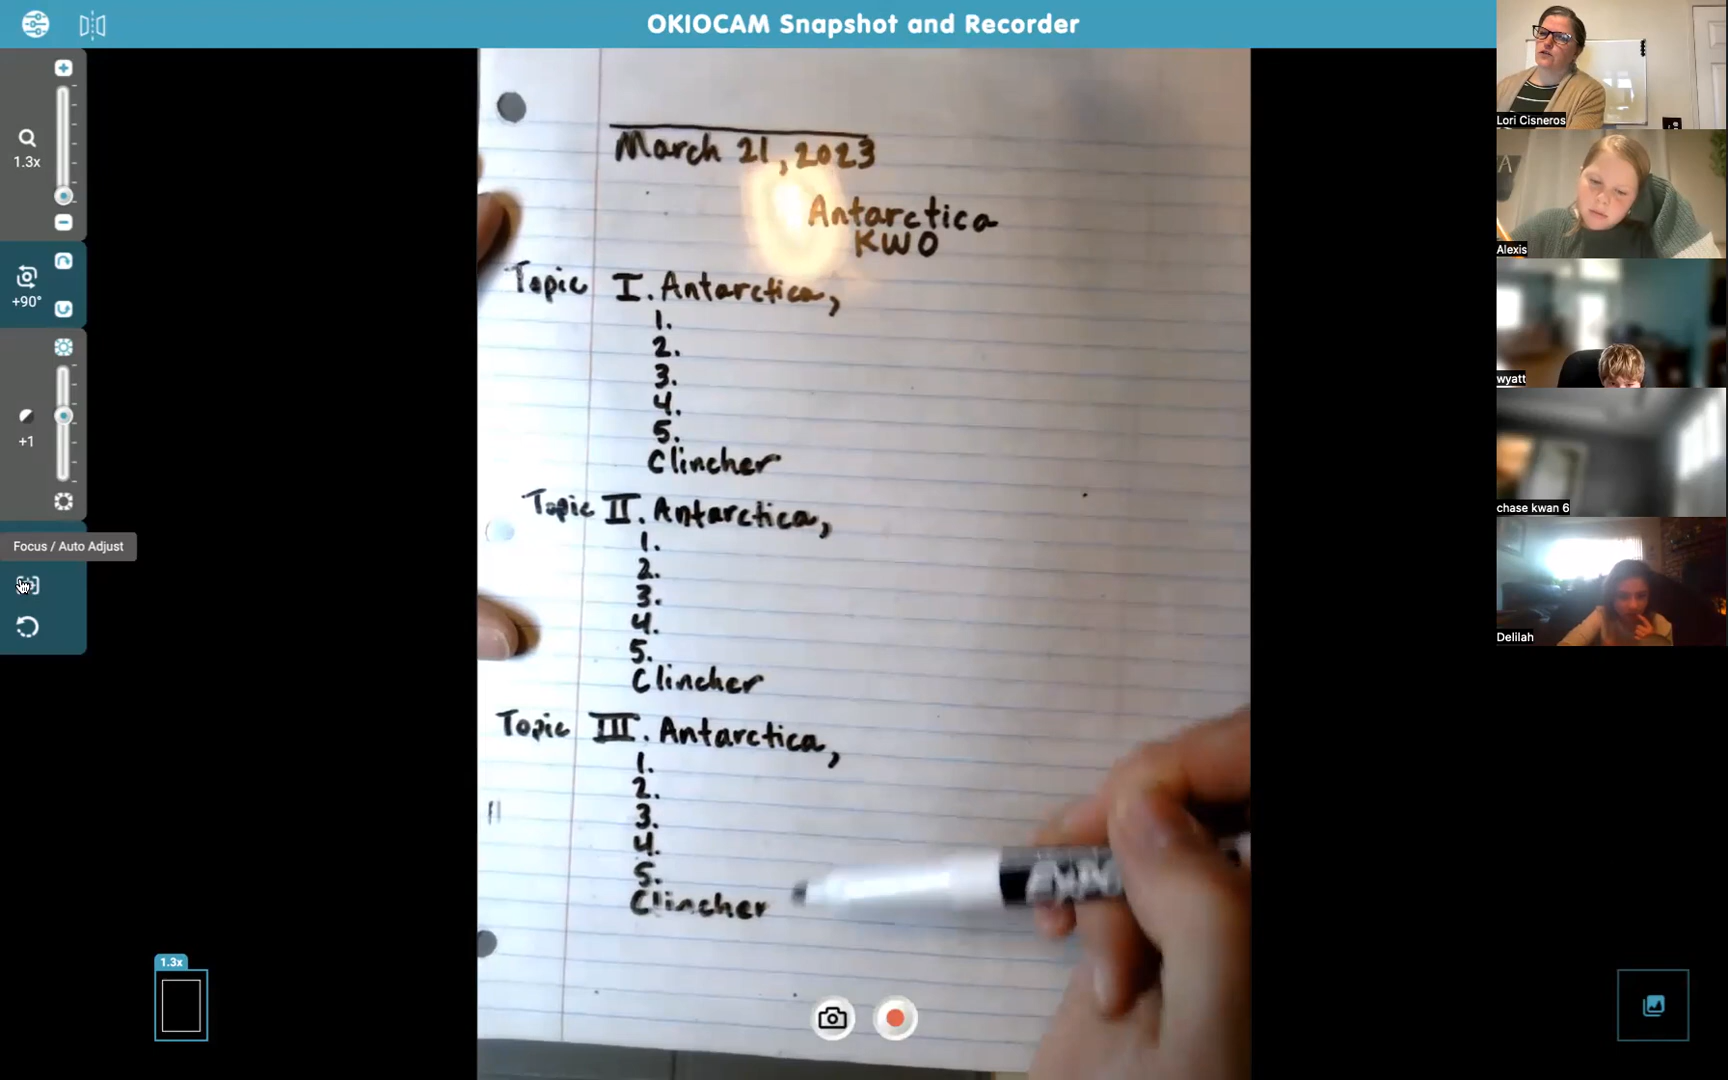 OKIOCAM Snapshot and Recorder
1.3x
+90°
+1
Focus / Auto Adjust
1.3x
March 21, 2023
Antarctica
KWO
Topic I. Antarctica,
1.
2.
3.
4.
5.
Clincher
Topic II. Antarctica,
1.
2.
3.
4.
5.
Clincher
Topic III. Antarctica,
1.
2.
3.
4.
5.
Clincher
Lori Cisneros
Alexis
wyatt
chase kwan 6
Delilah